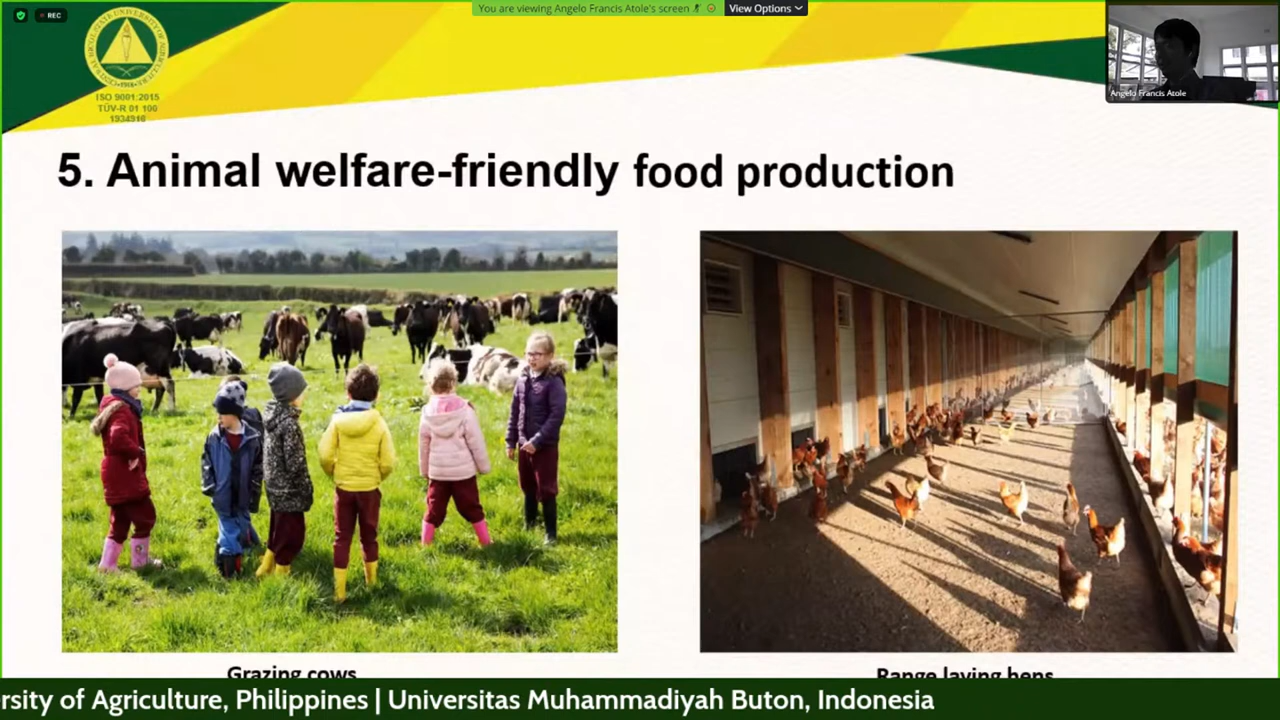 REC
You are viewing Angelo Francis Atole's screen
View Options
ISO 9001:2015
TÜV-R 01 100
1934916
Angelo Francis Atole
5. Animal welfare-friendly food production
Grazing cows
Range laying hens
rsity of Agriculture, Philippines | Universitas Muhammadiyah Buton, Indonesia